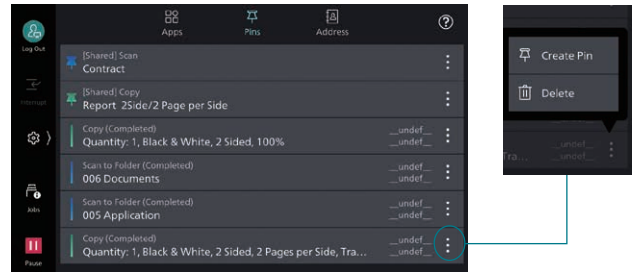 Apps
Pins
Address
Log Out
[Shared] Scan
Contract
Interrupt
[Shared] Copy
Report 2Side/2 Page per Side
Copy (Completed)
Quantity: 1, Black & White, 2 Sided, 100%
__undef__
__undef__
Scan to Folder (Completed)
006 Documents
__undef__
__undef__
Jobs
Scan to Folder (Completed)
005 Application
__undef__
__undef__
Pause
Copy (Completed)
Quantity: 1, Black & White, 2 Sided, 2 Pages per Side, Tra...
__undef__
__undef__
Create Pin
Delete
Tra...
__undef__
__undef__